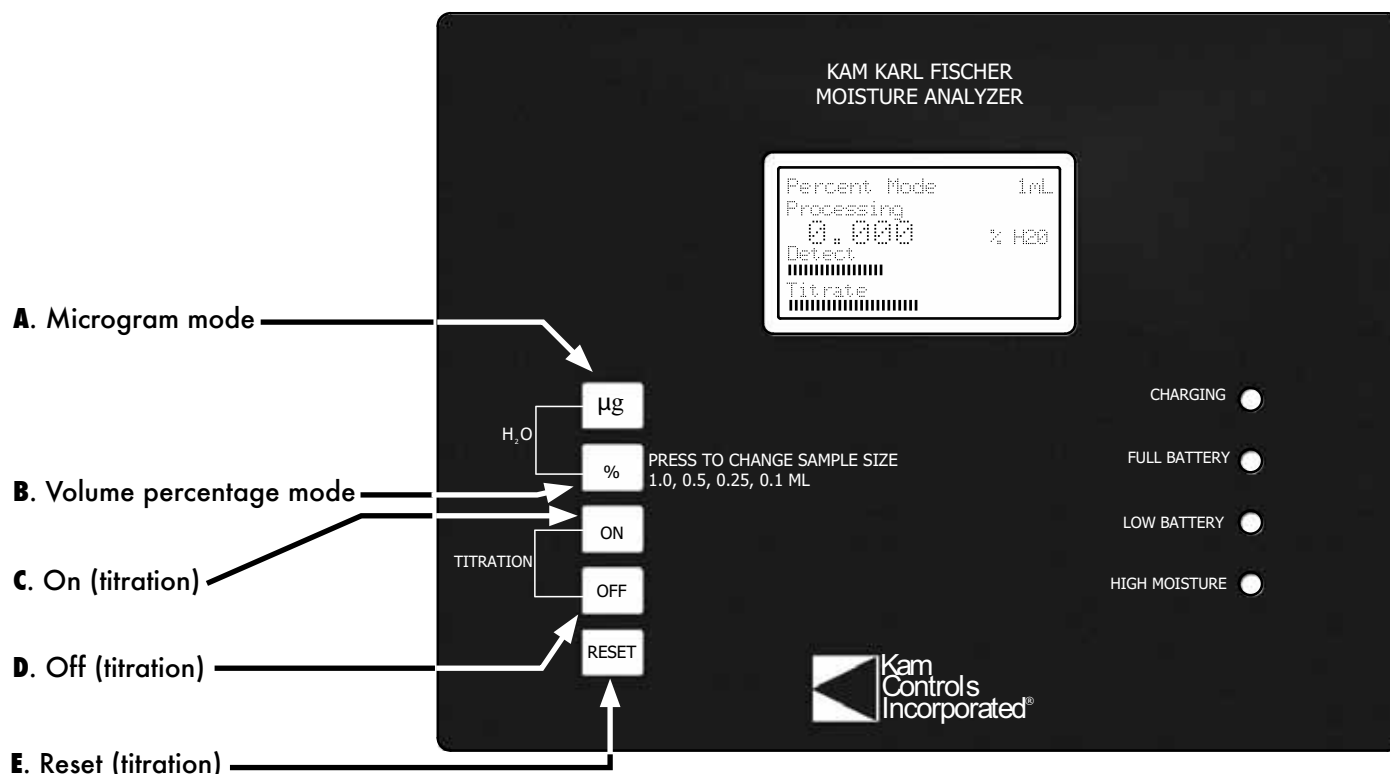 KAM KARL FISCHER
MOISTURE ANALYZER
Percent Mode 1mL
Processing
0.000 % H20
Detect
Titrate
A. Microgram mode
µg
H₂O
%
PRESS TO CHANGE SAMPLE SIZE
1.0, 0.5, 0.25, 0.1 ML
B. Volume percentage mode
ON
TITRATION
C. On (titration)
OFF
D. Off (titration)
RESET
E. Reset (titration)
CHARGING
FULL BATTERY
LOW BATTERY
HIGH MOISTURE
Kam
Controls
Incorporated®